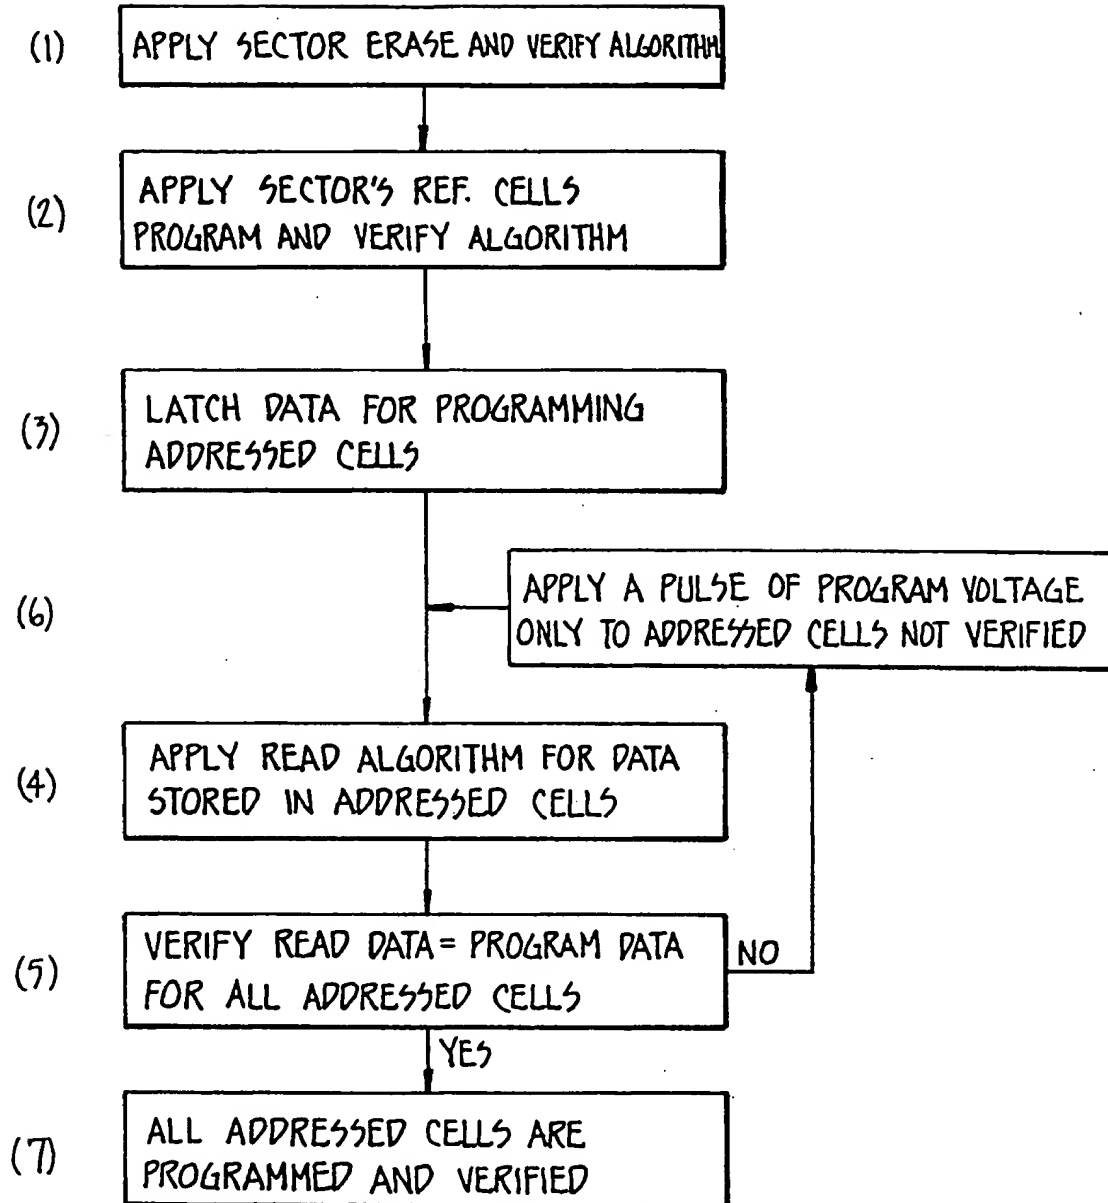 (1) APPLY SECTOR ERASE AND VERIFY ALGORITHM
(2) APPLY SECTOR'S REF. CELLS
PROGRAM AND VERIFY ALGORITHM
(3) LATCH DATA FOR PROGRAMMING
ADDRESSED CELLS
(6) APPLY A PULSE OF PROGRAM VOLTAGE
ONLY TO ADDRESSED CELLS NOT VERIFIED
(4) APPLY READ ALGORITHM FOR DATA
STORED IN ADDRESSED CELLS
(5) VERIFY READ DATA = PROGRAM DATA
FOR ALL ADDRESSED CELLS
NO
YES
(7) ALL ADDRESSED CELLS ARE
PROGRAMMED AND VERIFIED